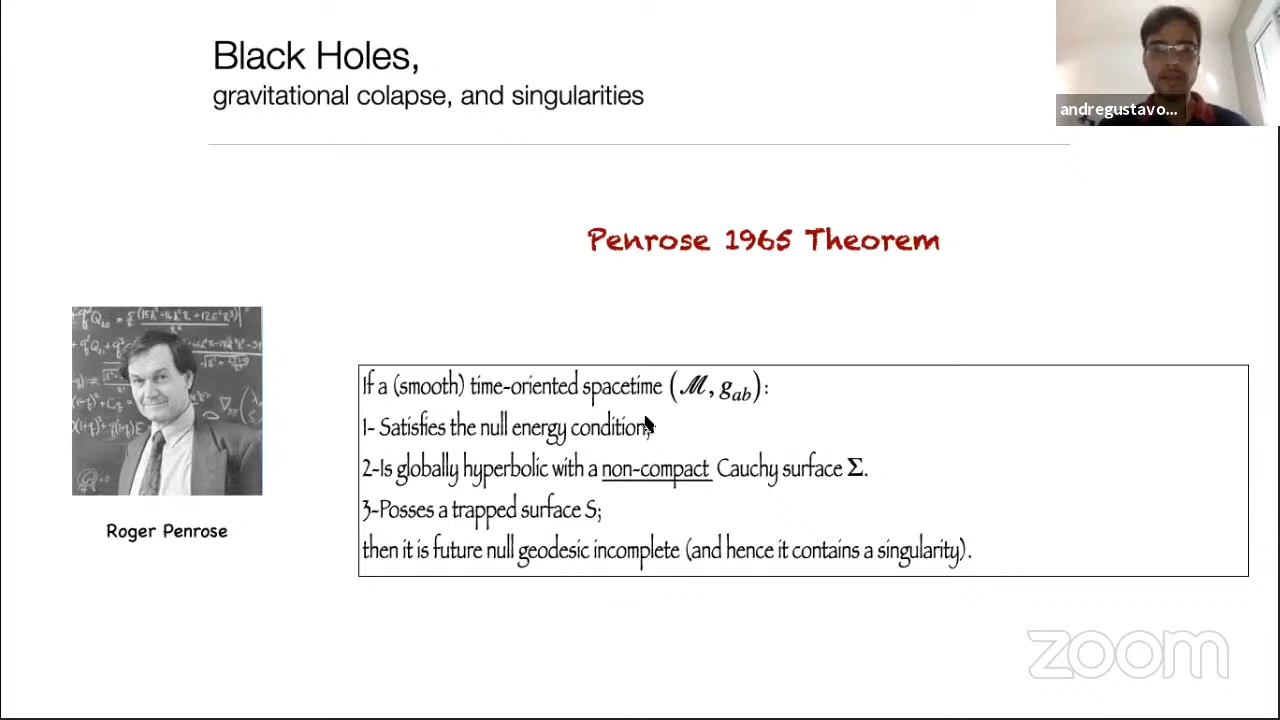 Black Holes,
gravitational colapse, and singularities
andregustavo...
Penrose 1965 Theorem
If a (smooth) time-oriented spacetime (ℳ, g_ab):
1- Satisfies the null energy condition;
2-Is globally hyperbolic with a non-compact Cauchy surface Σ.
3-Posses a trapped surface S;
then it is future null geodesic incomplete (and hence it contains a singularity).
Roger Penrose
zoom